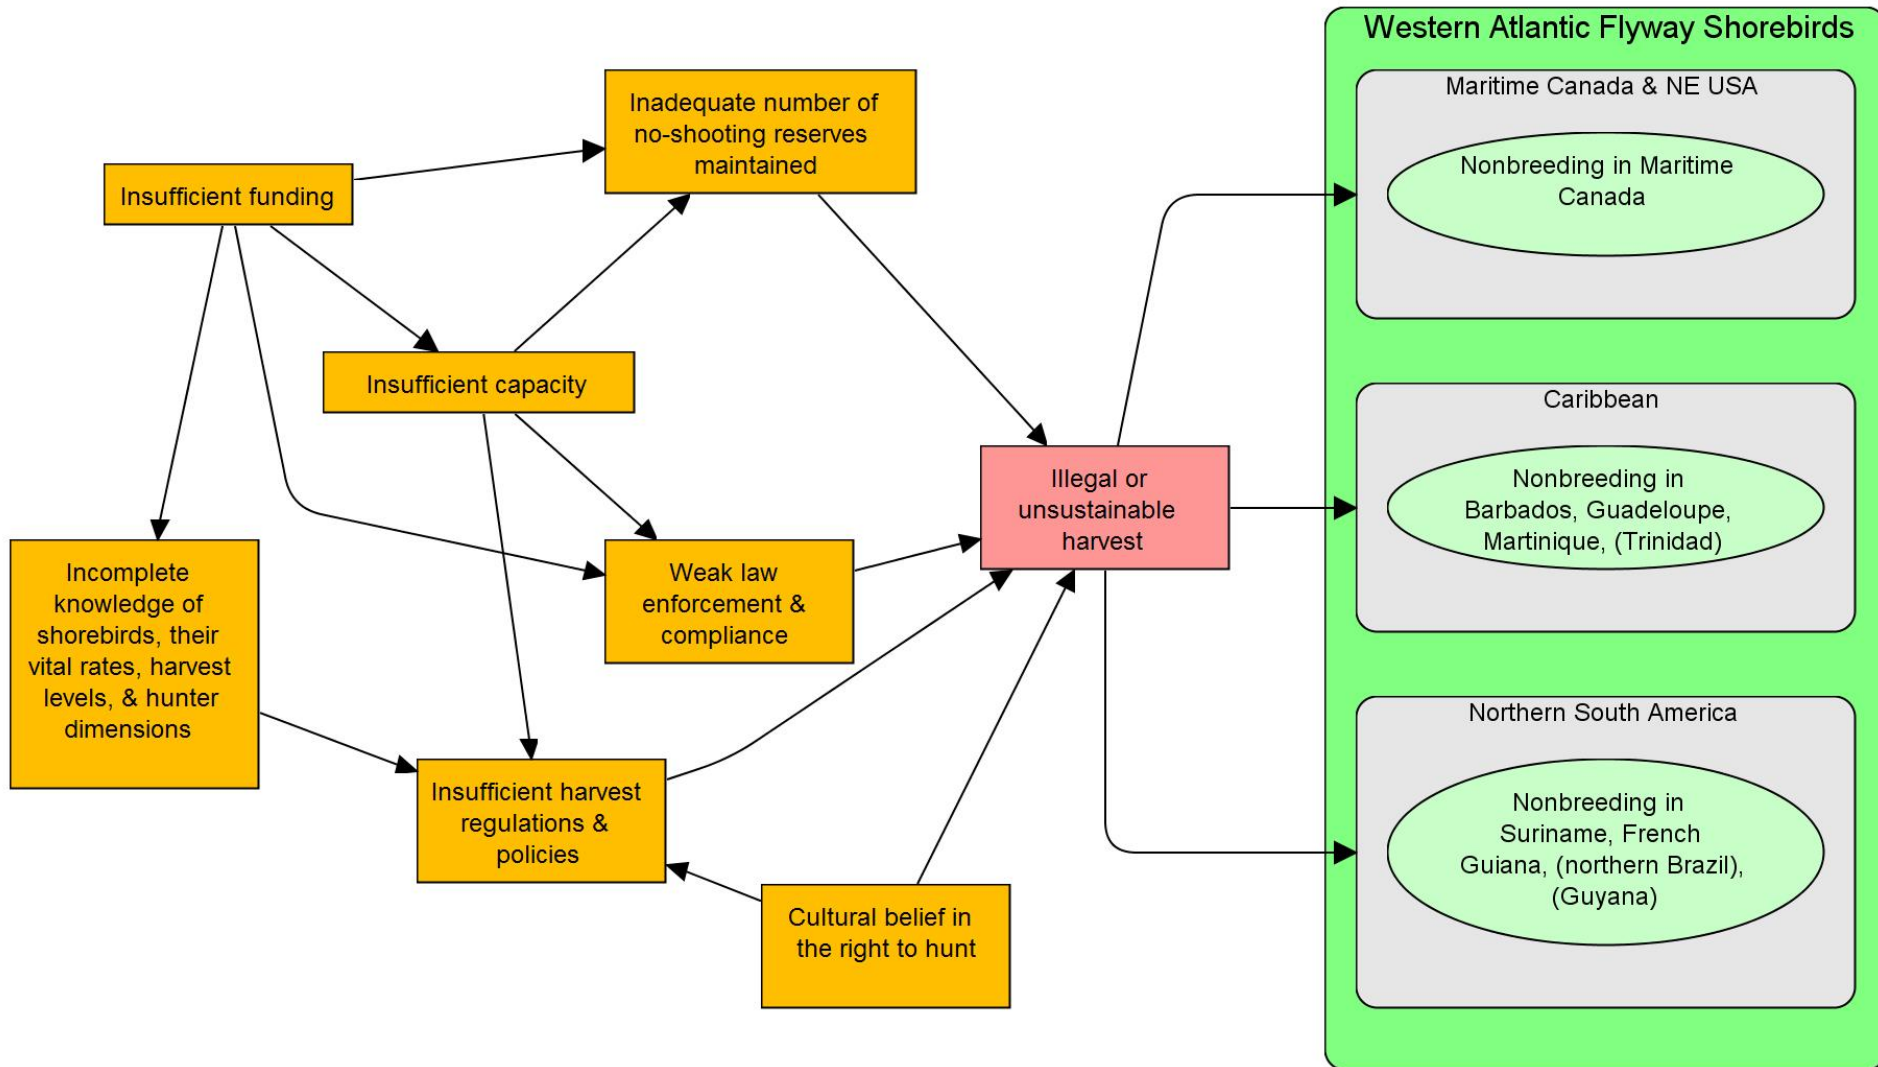 Western Atlantic Flyway Shorebirds
Maritime Canada & NE USA
Nonbreeding in Maritime
Canada
Caribbean
Nonbreeding in
Barbados, Guadeloupe,
Martinique, (Trinidad)
Northern South America
Nonbreeding in
Suriname, French
Guiana, (northern Brazil),
(Guyana)
Inadequate number of
no-shooting reserves
maintained
Insufficient funding
Insufficient capacity
Illegal or
unsustainable
harvest
Incomplete
knowledge of
shorebirds, their
vital rates, harvest
levels, & hunter
dimensions
Weak law
enforcement &
compliance
Insufficient harvest
regulations &
policies
Cultural belief in
the right to hunt